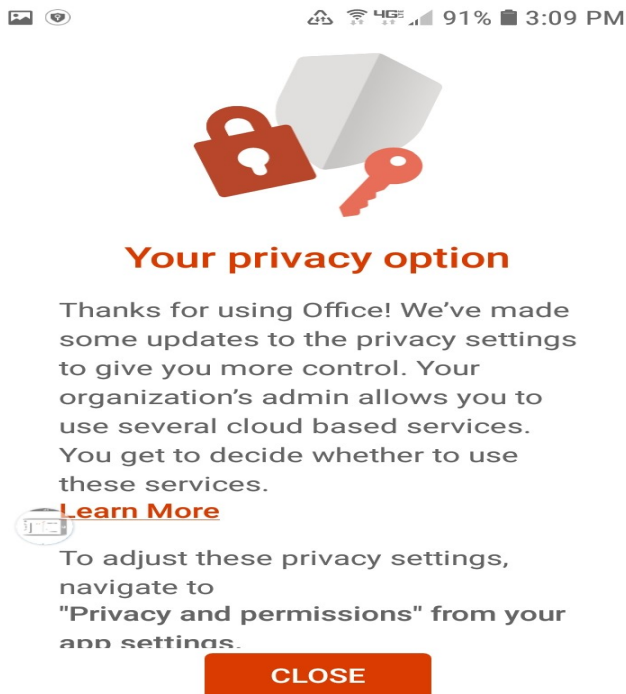 4G 91% 3:09 PM
Your privacy option
Thanks for using Office! We've made
some updates to the privacy settings
to give you more control. Your
organization's admin allows you to
use several cloud based services.
You get to decide whether to use
these services.
Learn More
To adjust these privacy settings,
navigate to
"Privacy and permissions" from your
app settings.
CLOSE